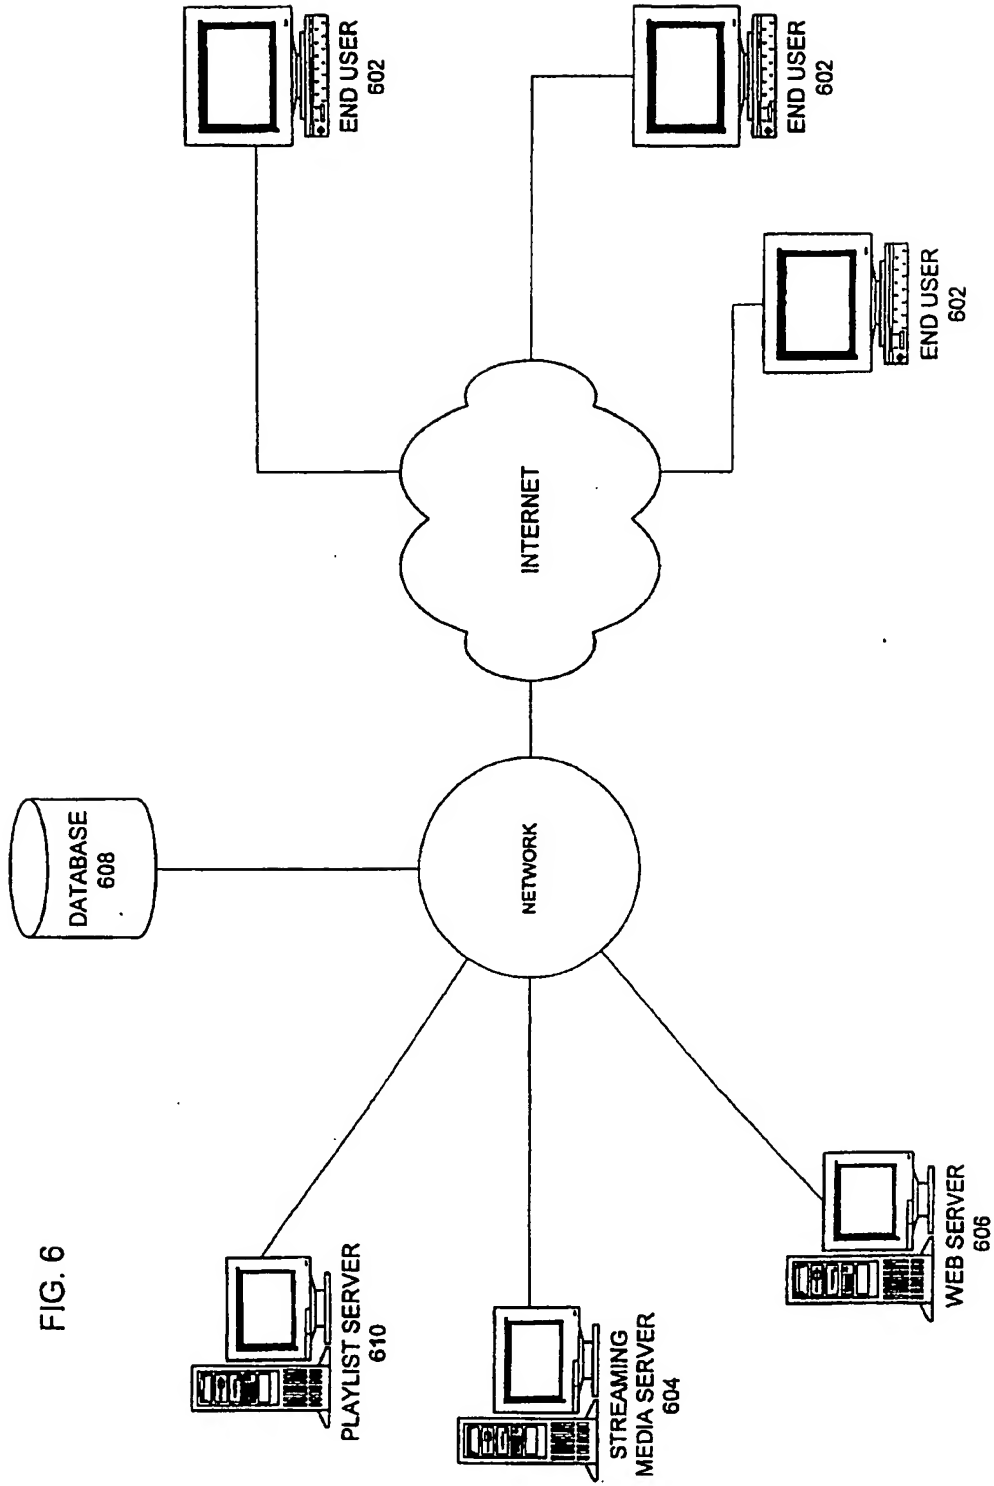 FIG. 6
PLAYLIST SERVER
610
DATABASE
608
END USER
602
STREAMING
MEDIA SERVER
604
NETWORK
INTERNET
END USER
602
WEB SERVER
606
END USER
602